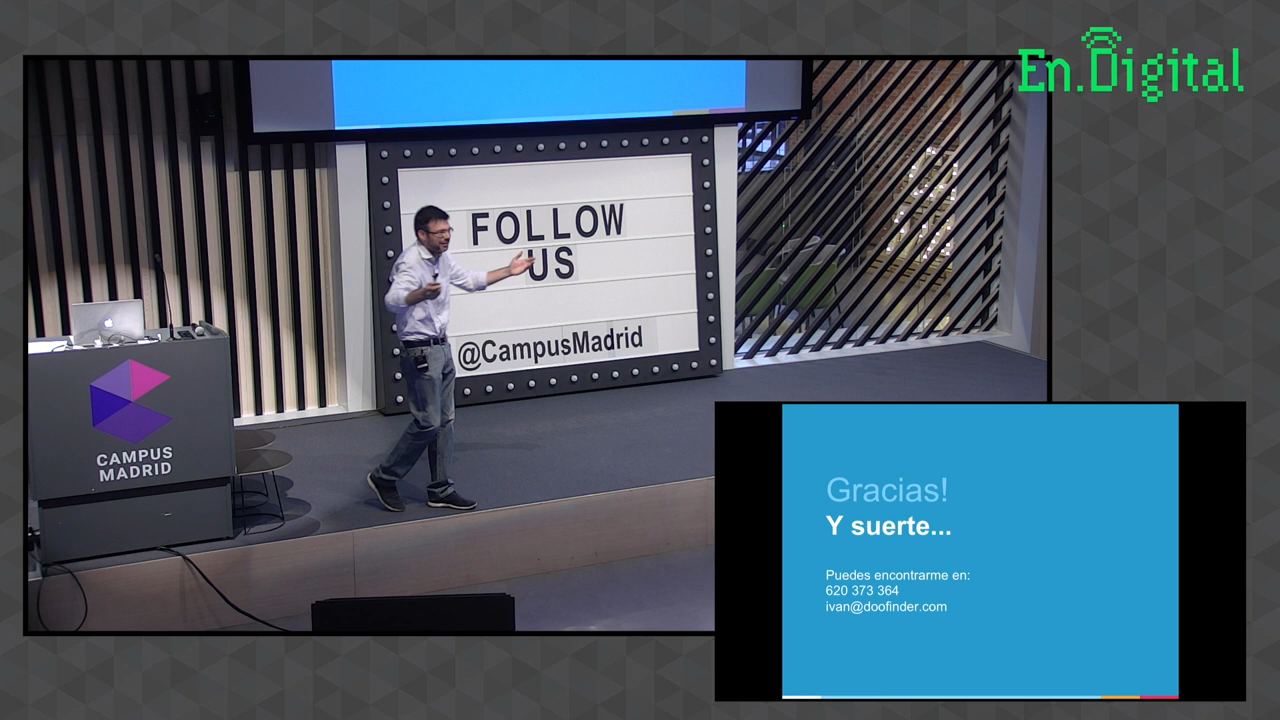 En.Digital
FOLLOW
US
@CampusMadrid
CAMPUS
MADRID
Gracias!
Y suerte...
Puedes encontrarme en:
620 373 364
ivan@doofinder.com